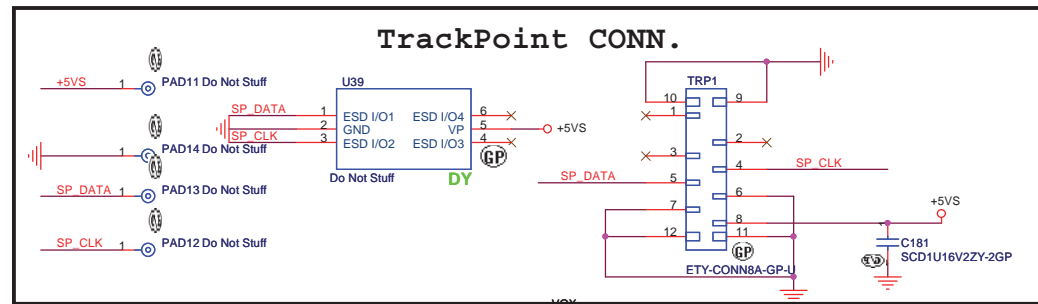 TrackPoint CONN.
+5VS 1 PAD11 Do Not Stuff
1 PAD14 Do Not Stuff
SP_DATA 1 PAD13 Do Not Stuff
SP_CLK 1 PAD12 Do Not Stuff
U39
SP_DATA 1 ESD I/O1 ESD I/O4 6
2 GND VP 5 +5VS
SP_CLK 3 ESD I/O2 ESD I/O3 4
GP
Do Not Stuff DY
TRP1
10 9
1
2
3
4 SP_CLK
SP_DATA 5
6
7
8 +5VS
12 11
1
GP
C181
SCD1U16V2ZY-2GP
ETY-CONN8A-GP-U